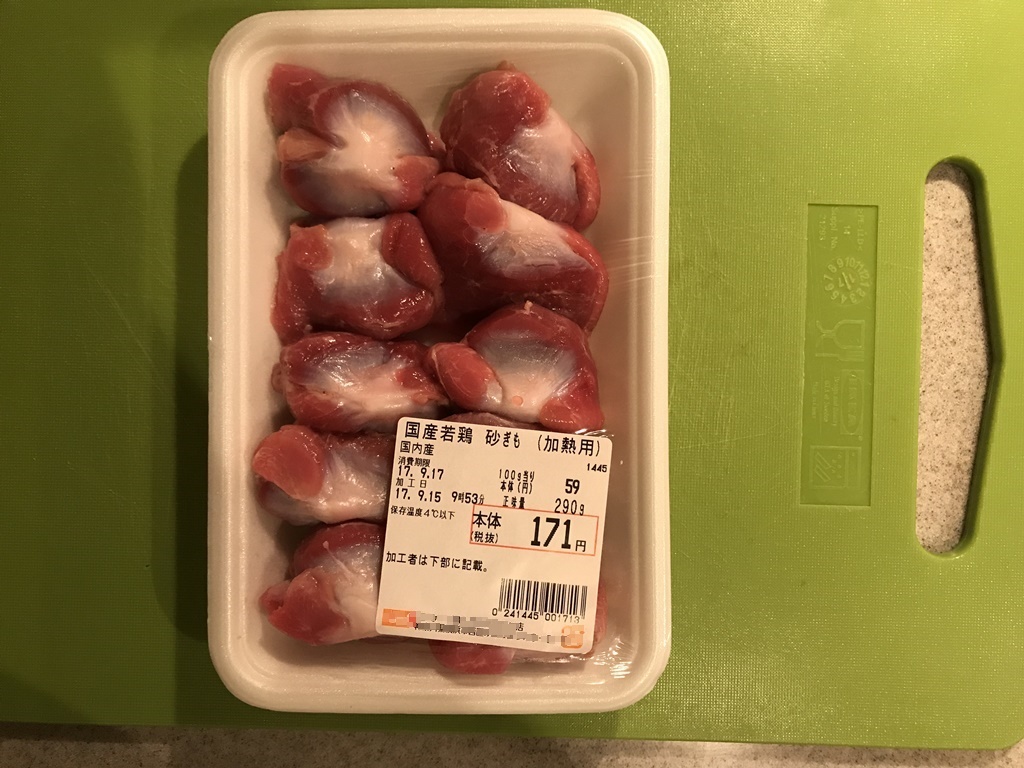 国産若鶏 砂ぎも (加熱用)
国内産
1445
消費期限
17. 9.17
100g当り
本体(円) 59
加工日
17. 9.15 9時53分
正味量 290g
保存温度4℃以下
本体
(税抜) 171円
加工者は下部に記載。
0 241445 001713
店